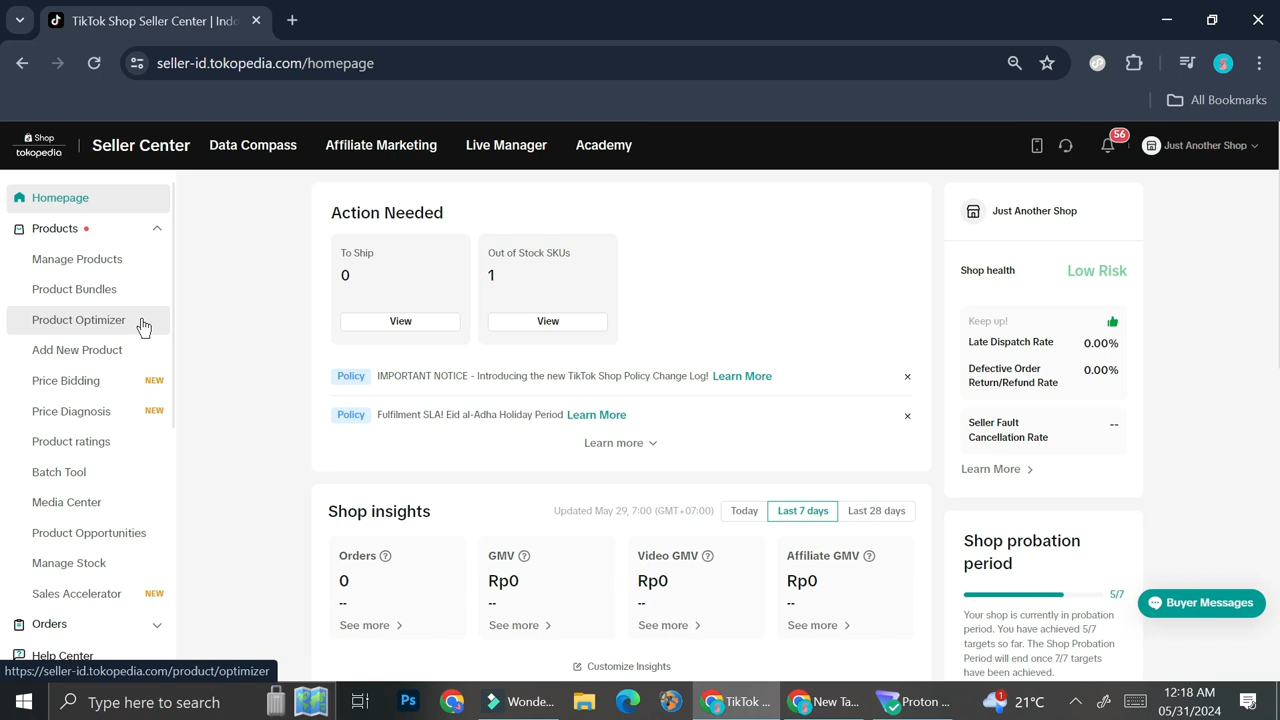 TikTok Shop Seller Center | Indo
seller-id.tokopedia.com/homepage
All Bookmarks
Shop
tokopedia
Seller Center
Data Compass
Affiliate Marketing
Live Manager
Academy
56
Just Another Shop
Homepage
Products
Manage Products
Product Bundles
Product Optimizer
Add New Product
Price Bidding NEW
Price Diagnosis NEW
Product ratings
Batch Tool
Media Center
Product Opportunities
Manage Stock
Sales Accelerator NEW
Orders
Help Center
https://seller-id.tokopedia.com/product/optimizer
Action Needed
To Ship
0
View
Out of Stock SKUs
1
View
Policy IMPORTANT NOTICE - Introducing the new TikTok Shop Policy Change Log! Learn More
Policy Fulfilment SLA! Eid al-Adha Holiday Period Learn More
Learn more
Shop insights
Updated May 29, 7:00 (GMT+07:00)
Today
Last 7 days
Last 28 days
Orders
0
--
See more
GMV
Rp0
--
See more
Video GMV
Rp0
--
See more
Affiliate GMV
Rp0
--
See more
Customize Insights
Just Another Shop
Shop health Low Risk
Keep up!
Late Dispatch Rate 0.00%
Defective Order
Return/Refund Rate 0.00%
Seller Fault
Cancellation Rate --
Learn More
Shop probation
period
5/7
Your shop is currently in probation
period. You have achieved 5/7
targets so far. The Shop Probation
Period will end once 7/7 targets
have been achieved.
Buyer Messages
Type here to search
Ps
Wonde...
TikTok ...
New Ta...
Proton ...
1
21°C
12:18 AM
05/31/2024